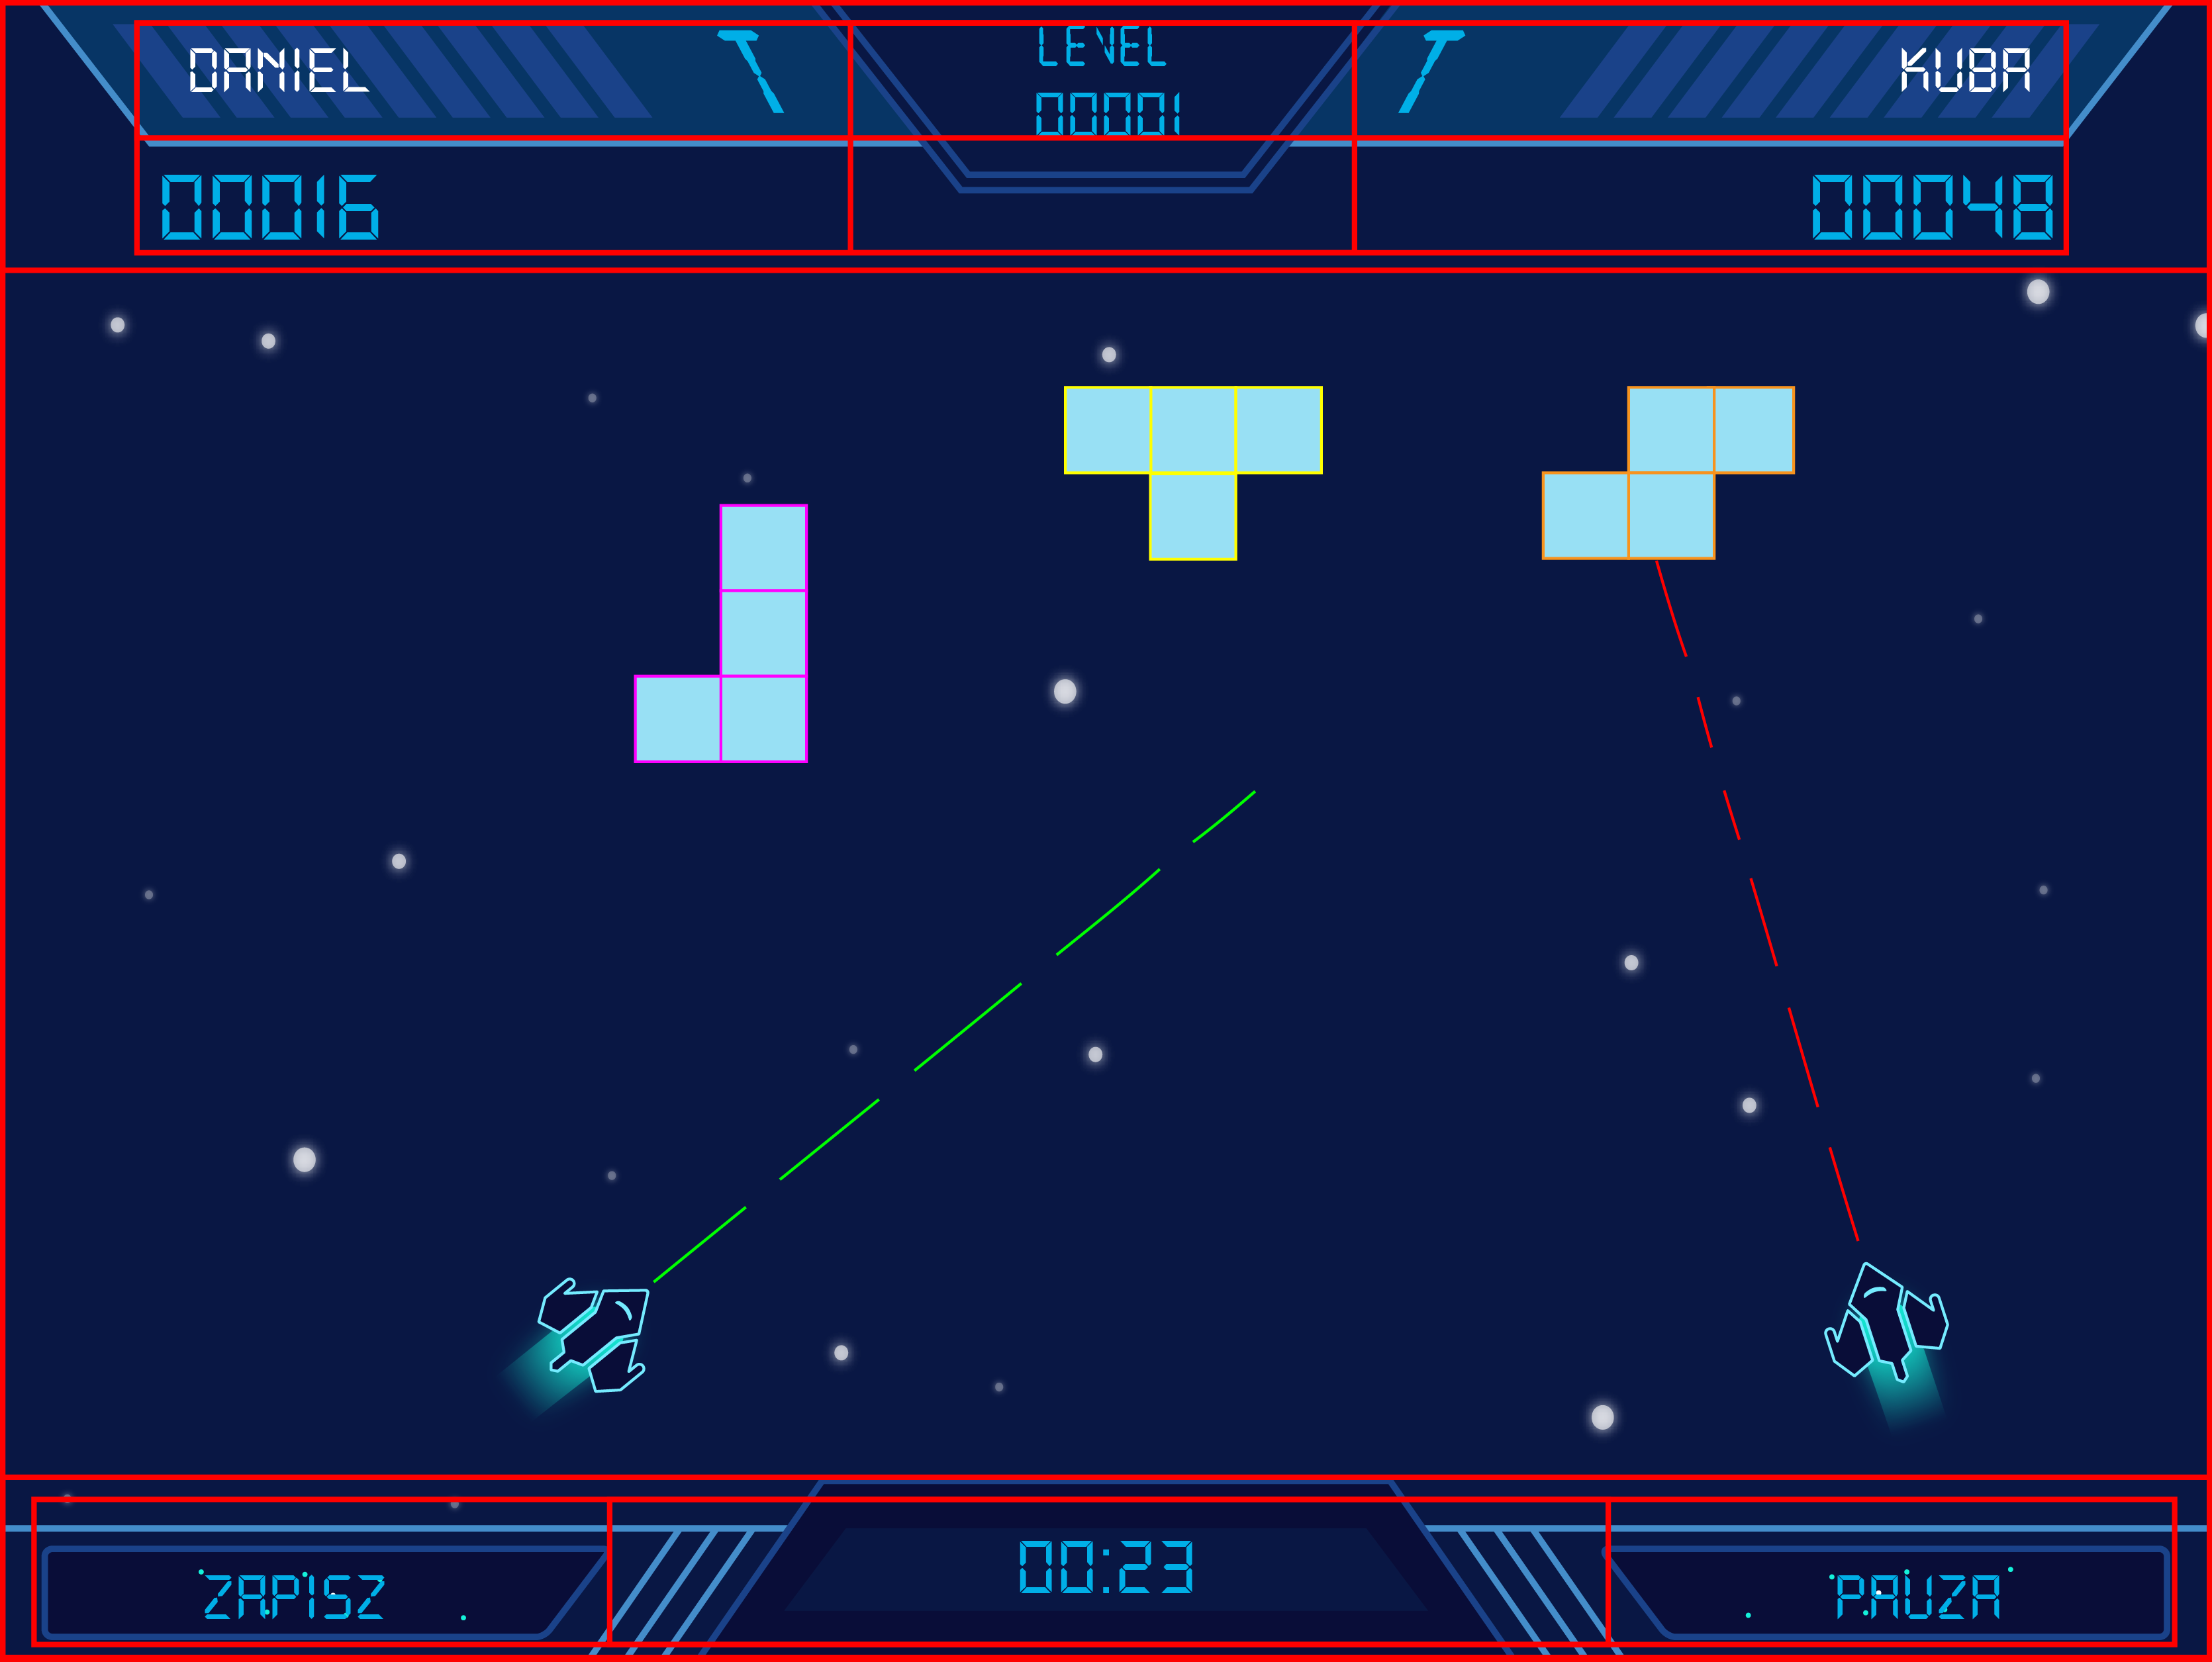 DANIEL
LEVEL
00001
KUBA
00016
00048
ZAPISZ
00:23
PAUZA